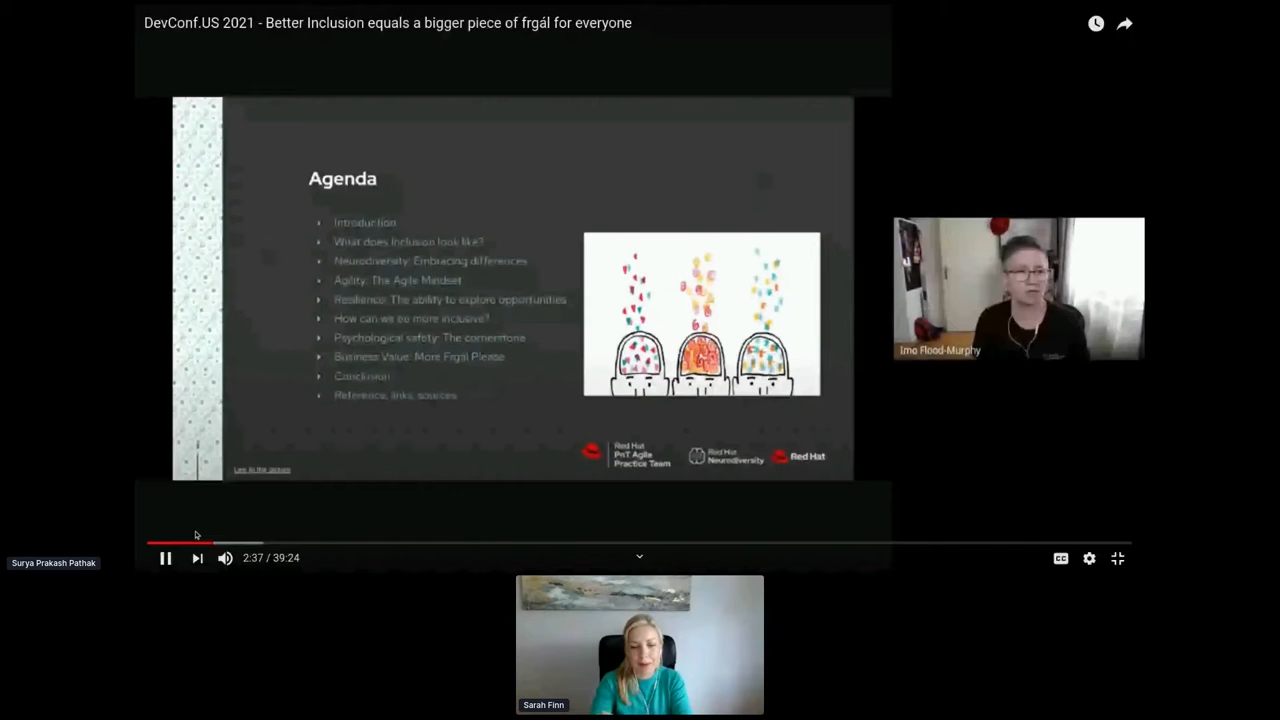 DevConf.US 2021 - Better Inclusion equals a bigger piece of frgál for everyone
Agenda
Introduction
What does Inclusion look like?
Neurodiversity: Embracing differences
Agility: The Agile Mindset
Resilience: The ability to explore opportunities
How can we be more inclusive?
Psychological safety: The cornerstone
Business Value: More Frgal Please
Conclusion
Reference, links, sources
Red Hat
PnT Agile
Practice Team
Red Hat
Neurodiversity
Red Hat
Imo Flood-Murphy
2:37 / 39:24
CC
Surya Prakash Pathak
Sarah Finn